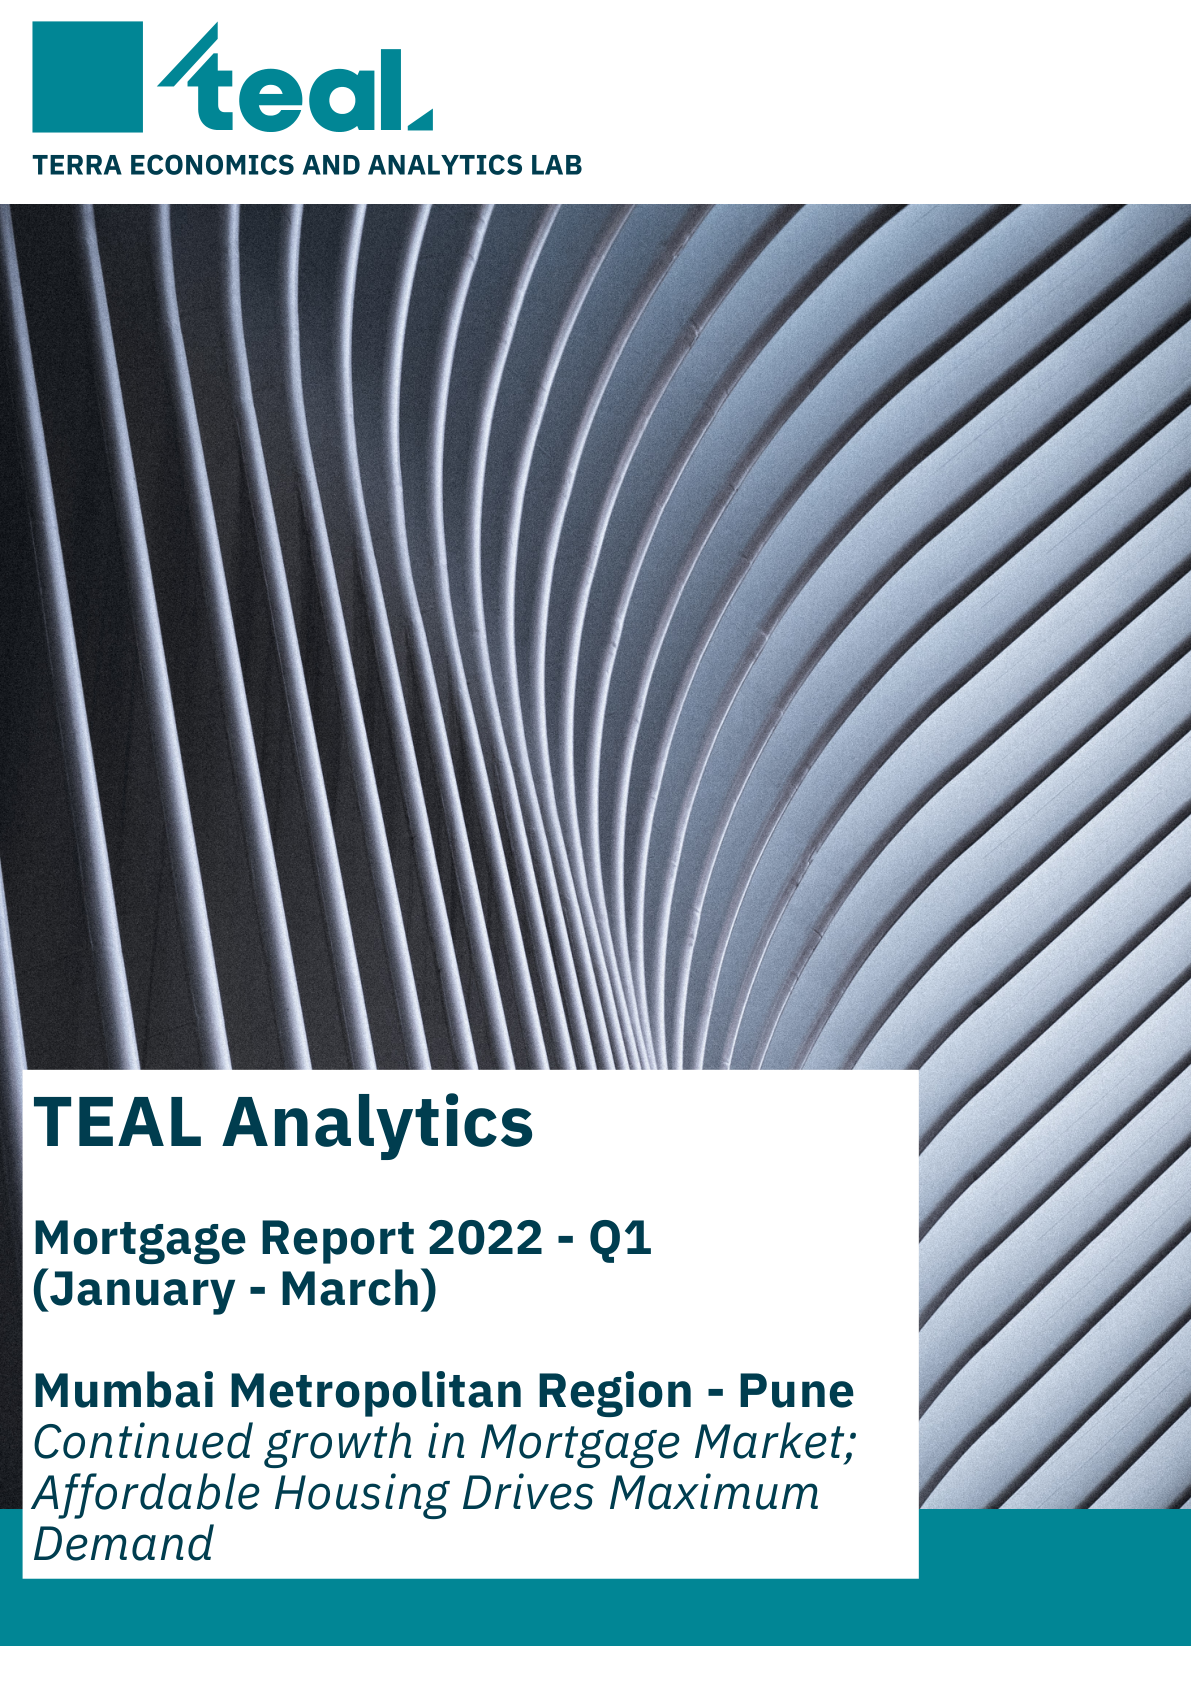 teal.
TERRA ECONOMICS AND ANALYTICS LAB
TEAL Analytics
Mortgage Report 2022 - Q1
(January - March)
Mumbai Metropolitan Region - Pune
Continued growth in Mortgage Market;
Affordable Housing Drives Maximum
Demand